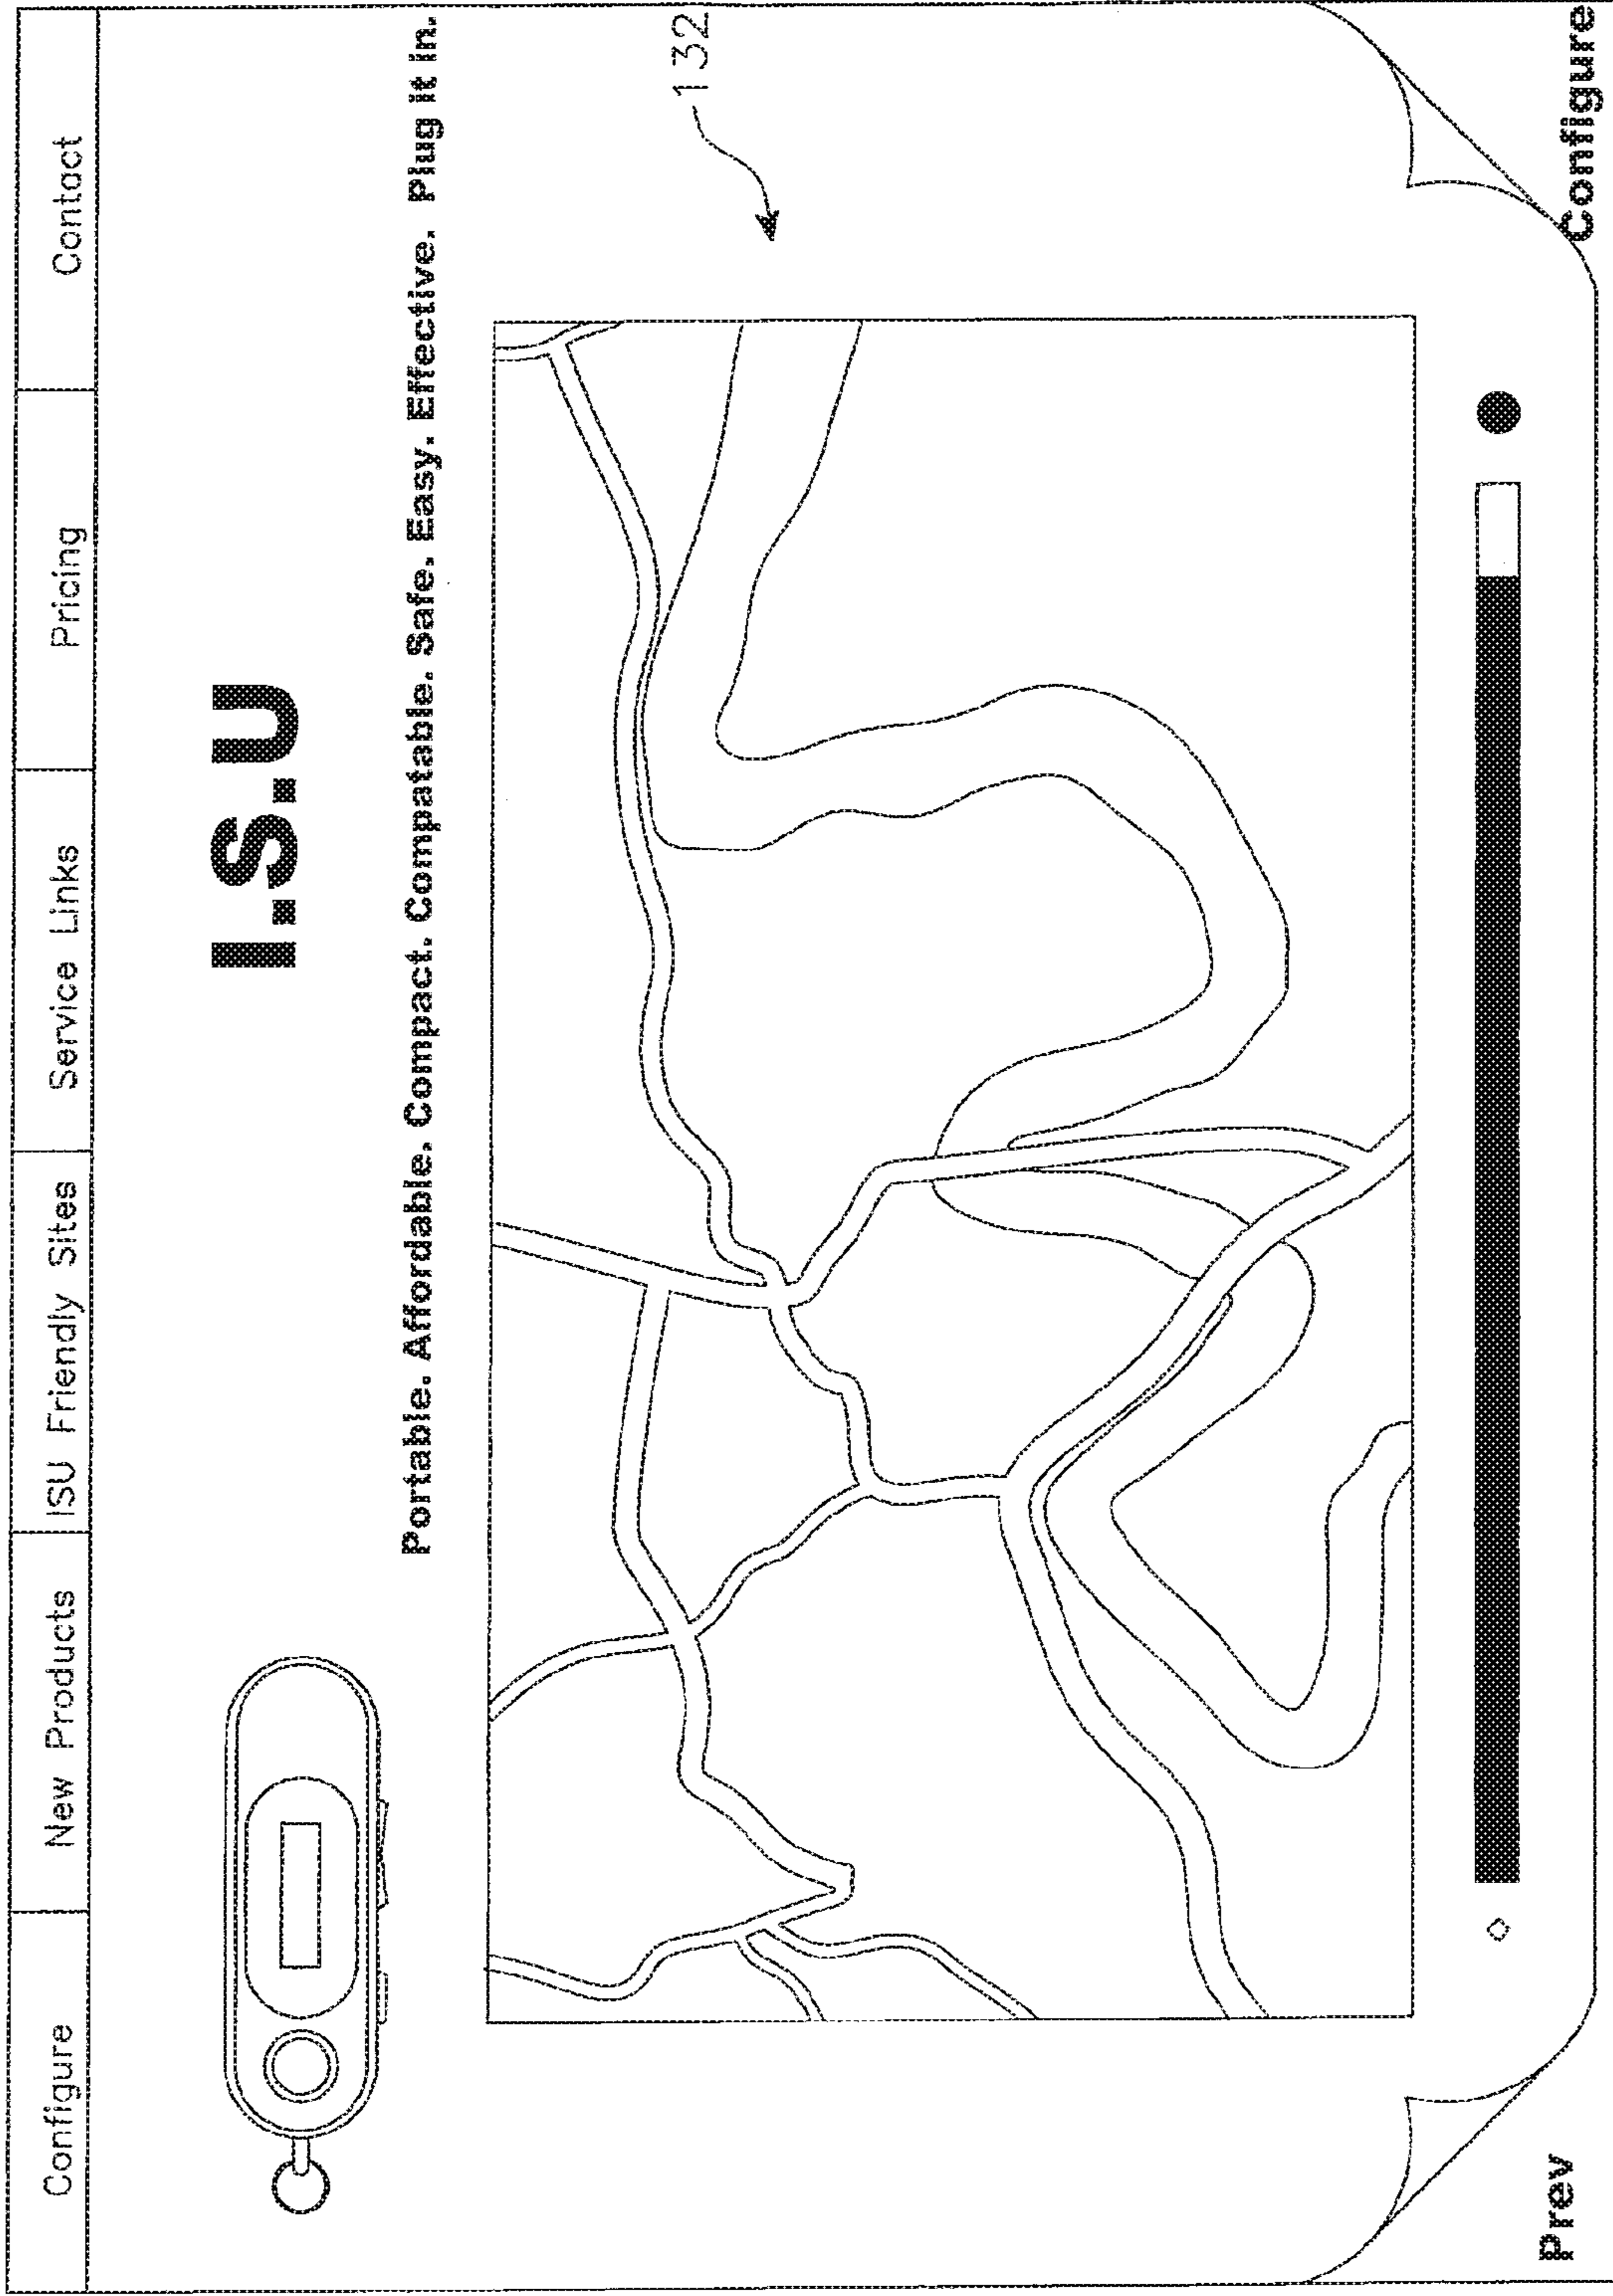 Configure
New Products
ISU Friendly Sites
Service Links
Pricing
Contact
I.S.U
Portable. Affordable. Compact. Compatable. Safe. Easy. Effective. Plug it in.
132
Prev
Configure